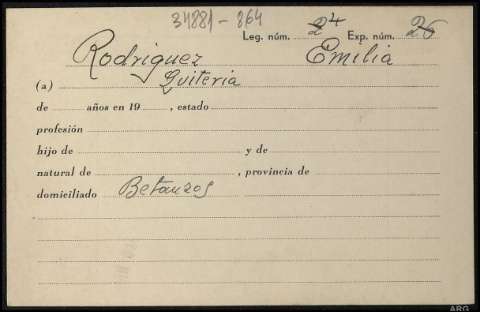 34881-864
Leg. núm. 24 Exp. núm. 26
Rodriguez Emilia
(a) Quiteria
de años en 19 , estado
profesión
hijo de y de
natural de , provincia de
domiciliado Betanzos
ARG